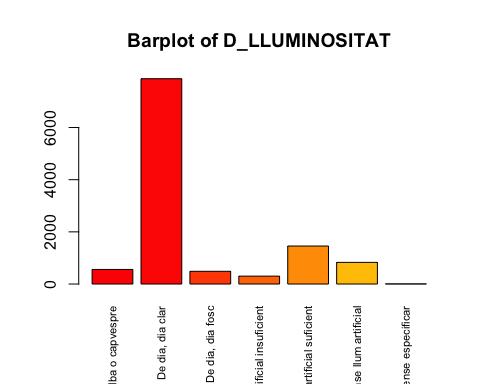 Barplot of D_LLUMINOSITAT
6000
4000
2000
0
lba o capvespre
De dia, dia clar
De dia, dia fosc
ificial insuficient
artificial suficient
se llum artificial
ense especificar